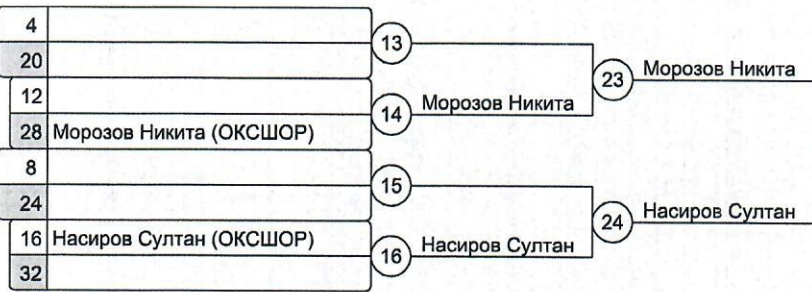 4
13
20
23 Морозов Никита
12
14 Морозов Никита
28 Морозов Никита (ОКСШОР)
8
15
24
24 Насиров Султан
16 Насиров Султан (ОКСШОР)
16 Насиров Султан
32